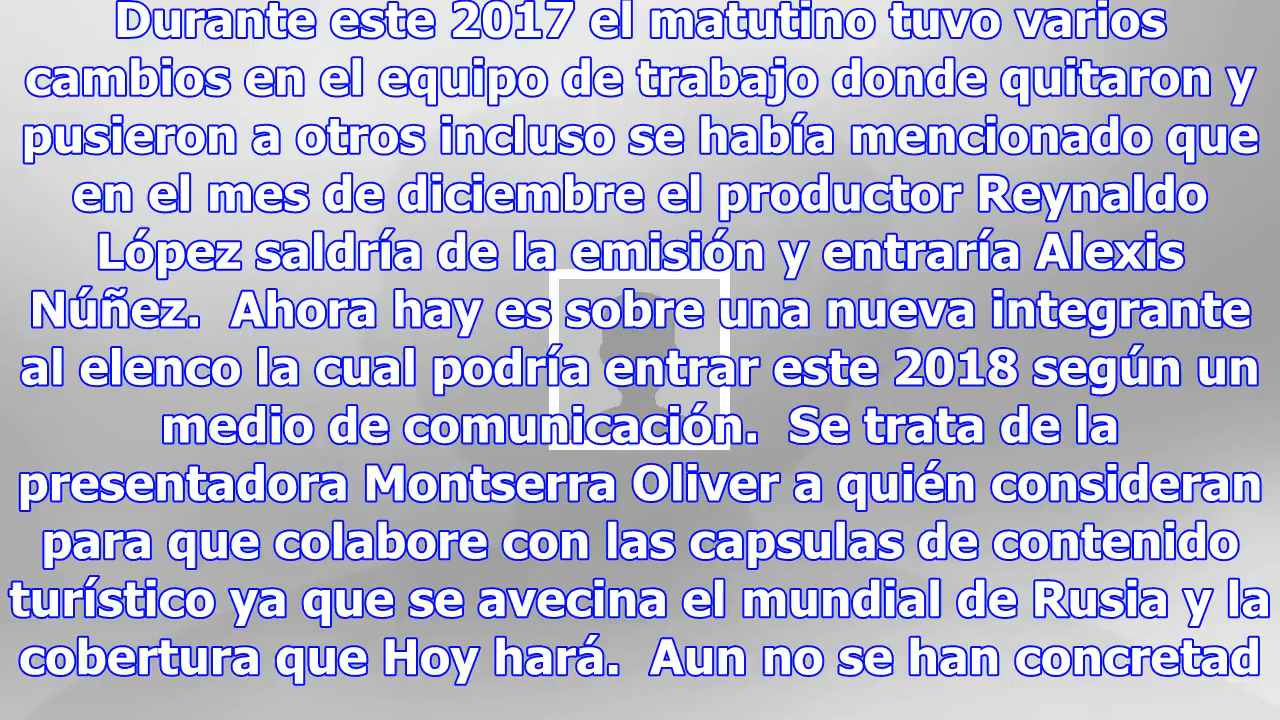 Durante este 2017 el matutino tuvo varios
cambios en el equipo de trabajo donde quitaron y
pusieron a otros incluso se había mencionado que
en el mes de diciembre el productor Reynaldo
López saldría de la emisión y entraría Alexis
Núñez.  Ahora hay es sobre una nueva integrante
al elenco la cual podría entrar este 2018 según un
medio de comunicación.  Se trata de la
presentadora Montserra Oliver a quién consideran
para que colabore con las capsulas de contenido
turístico ya que se avecina el mundial de Rusia y la
cobertura que Hoy hará.  Aun no se han concretad